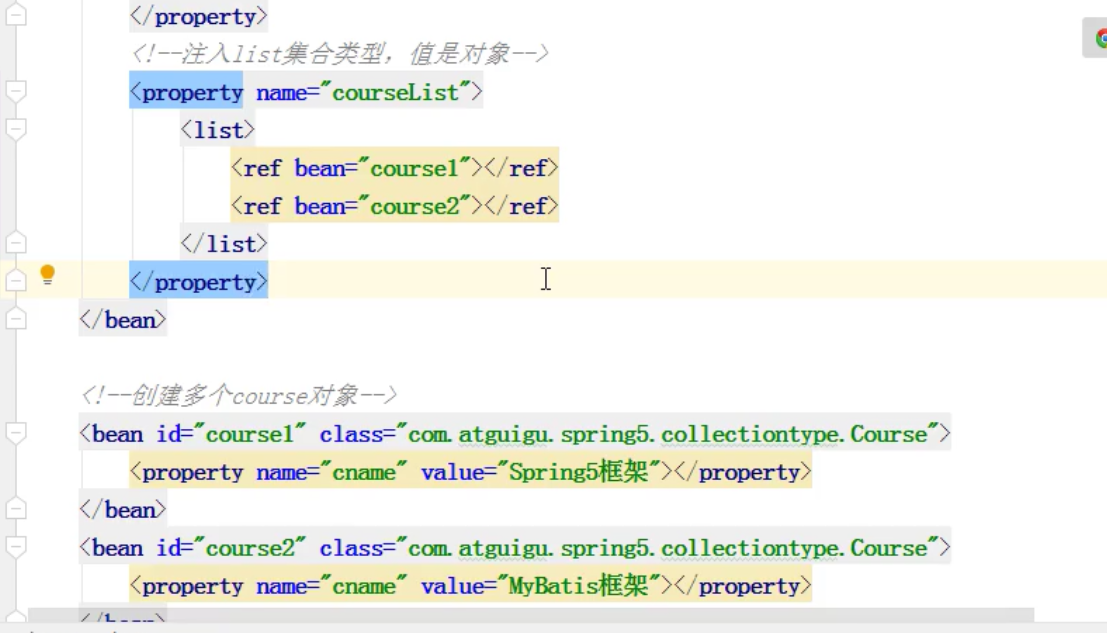 </property>
<!--注入list集合类型，值是对象-->
<property name="courseList">
<list>
<ref bean="course1"></ref>
<ref bean="course2"></ref>
</list>
</property>
</bean>
<!--创建多个course对象-->
<bean id="course1" class="com.atguigu.spring5.collectiontype.Course">
<property name="cname" value="Spring5框架"></property>
</bean>
<bean id="course2" class="com.atguigu.spring5.collectiontype.Course">
<property name="cname" value="MyBatis框架"></property>
</bean>